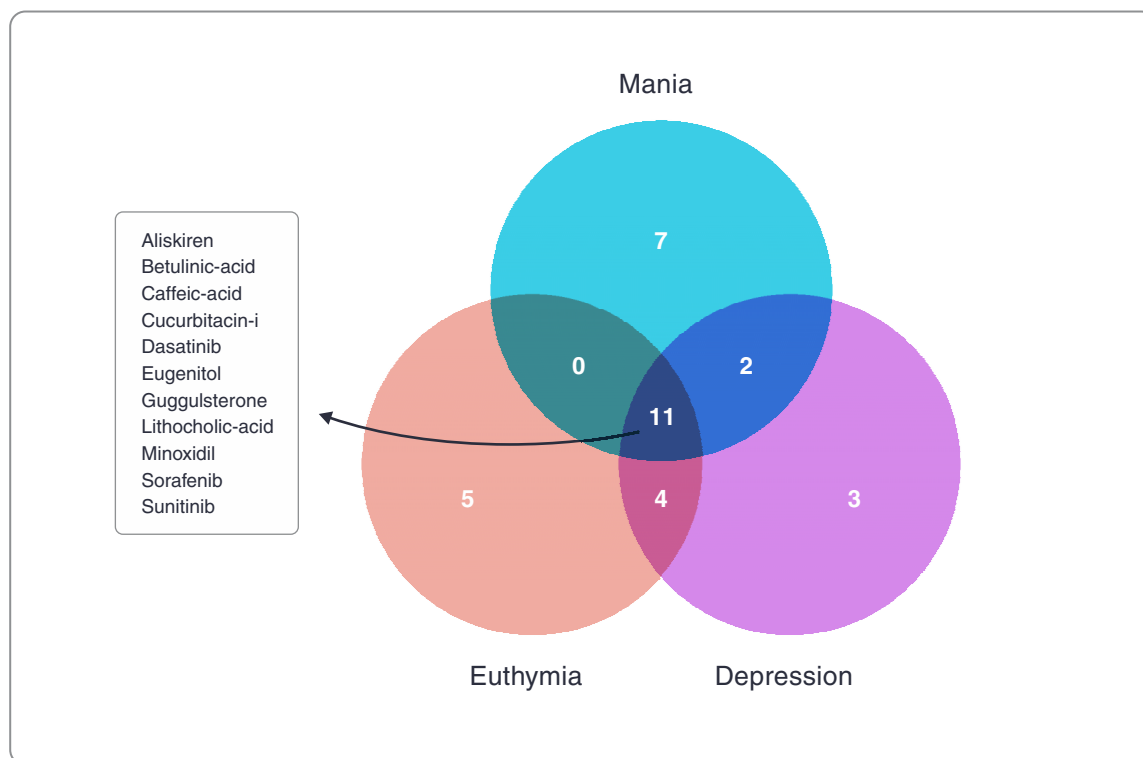 Mania
7
Aliskiren
Betulinic-acid
Caffeic-acid
Cucurbitacin-i
Dasatinib
Eugenitol
Guggulsterone
Lithocholic-acid
Minoxidil
Sorafenib
Sunitinib
0
2
11
5
4
3
Euthymia
Depression